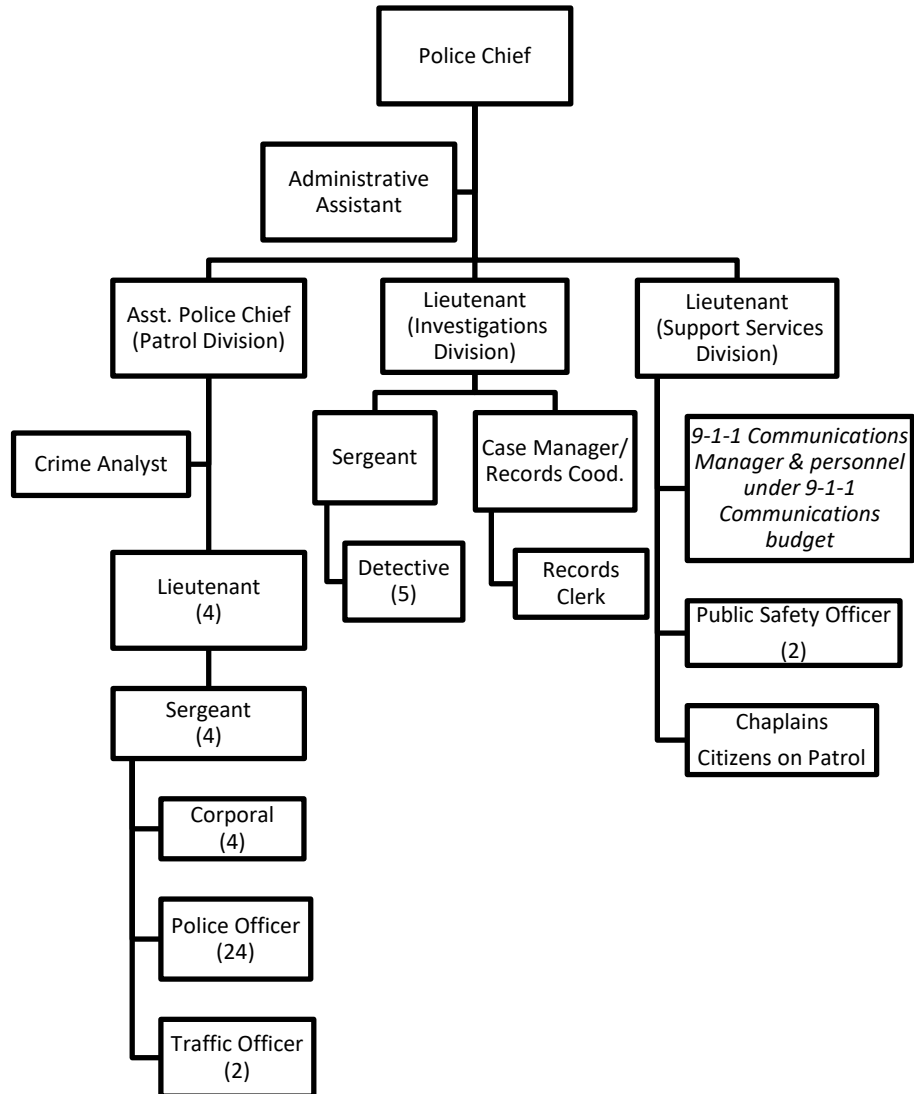 Police Chief
Administrative
Assistant
Asst. Police Chief
(Patrol Division)
Lieutenant
(Investigations
Division)
Lieutenant
(Support Services
Division)
Crime Analyst
Lieutenant
(4)
Sergeant
(4)
Corporal
(4)
Police Officer
(24)
Traffic Officer
(2)
Sergeant
Detective
(5)
Case Manager/
Records Cood.
Records
Clerk
9-1-1 Communications
Manager & personnel
under 9-1-1
Communications
budget
Public Safety Officer
(2)
Chaplains
Citizens on Patrol